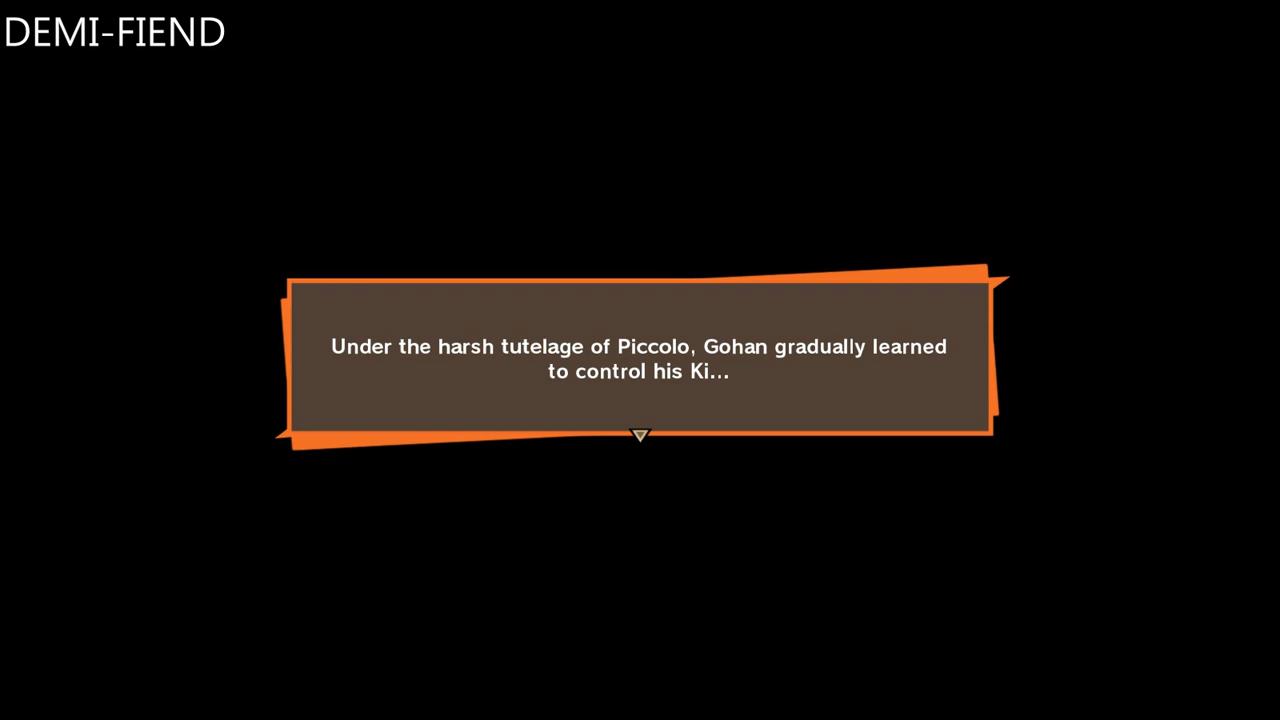 DEMI-FIEND
Under the harsh tutelage of Piccolo, Gohan gradually learned
to control his Ki...